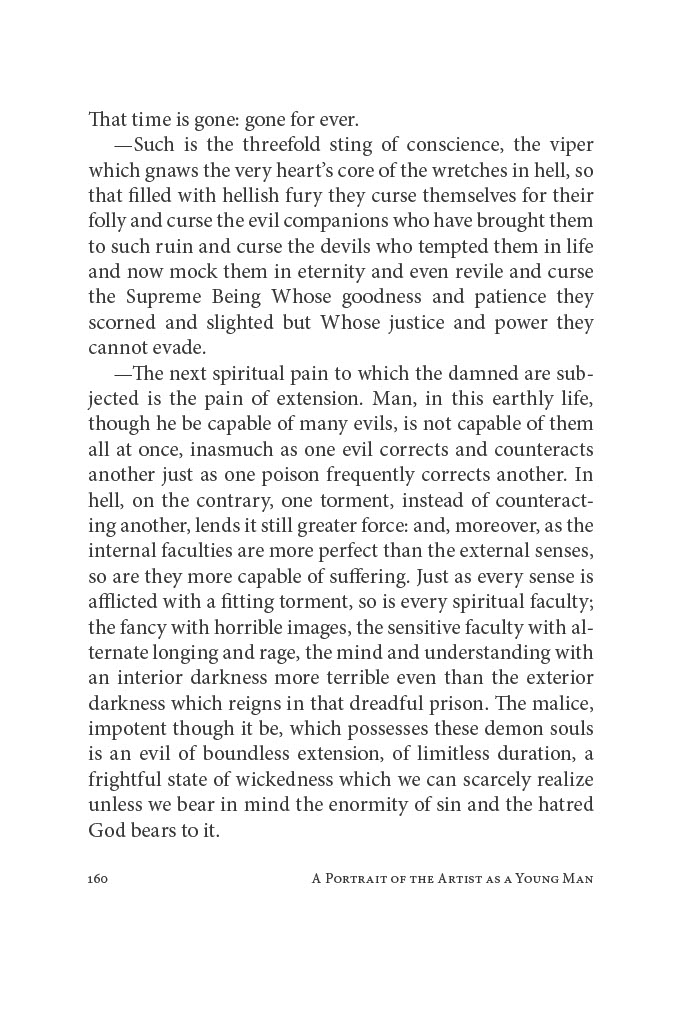 That time is gone: gone for ever.
—Such is the threefold sting of conscience, the viper
which gnaws the very heart’s core of the wretches in hell, so
that filled with hellish fury they curse themselves for their
folly and curse the evil companions who have brought them
to such ruin and curse the devils who tempted them in life
and now mock them in eternity and even revile and curse
the Supreme Being Whose goodness and patience they
scorned and slighted but Whose justice and power they
cannot evade.
—The next spiritual pain to which the damned are sub-
jected is the pain of extension. Man, in this earthly life,
though he be capable of many evils, is not capable of them
all at once, inasmuch as one evil corrects and counteracts
another just as one poison frequently corrects another. In
hell, on the contrary, one torment, instead of counteract-
ing another, lends it still greater force: and, moreover, as the
internal faculties are more perfect than the external senses,
so are they more capable of suffering. Just as every sense is
afflicted with a fitting torment, so is every spiritual faculty;
the fancy with horrible images, the sensitive faculty with al-
ternate longing and rage, the mind and understanding with
an interior darkness more terrible even than the exterior
darkness which reigns in that dreadful prison. The malice,
impotent though it be, which possesses these demon souls
is an evil of boundless extension, of limitless duration, a
frightful state of wickedness which we can scarcely realize
unless we bear in mind the enormity of sin and the hatred
God bears to it.
160 A Portrait of the Artist as a Young Man